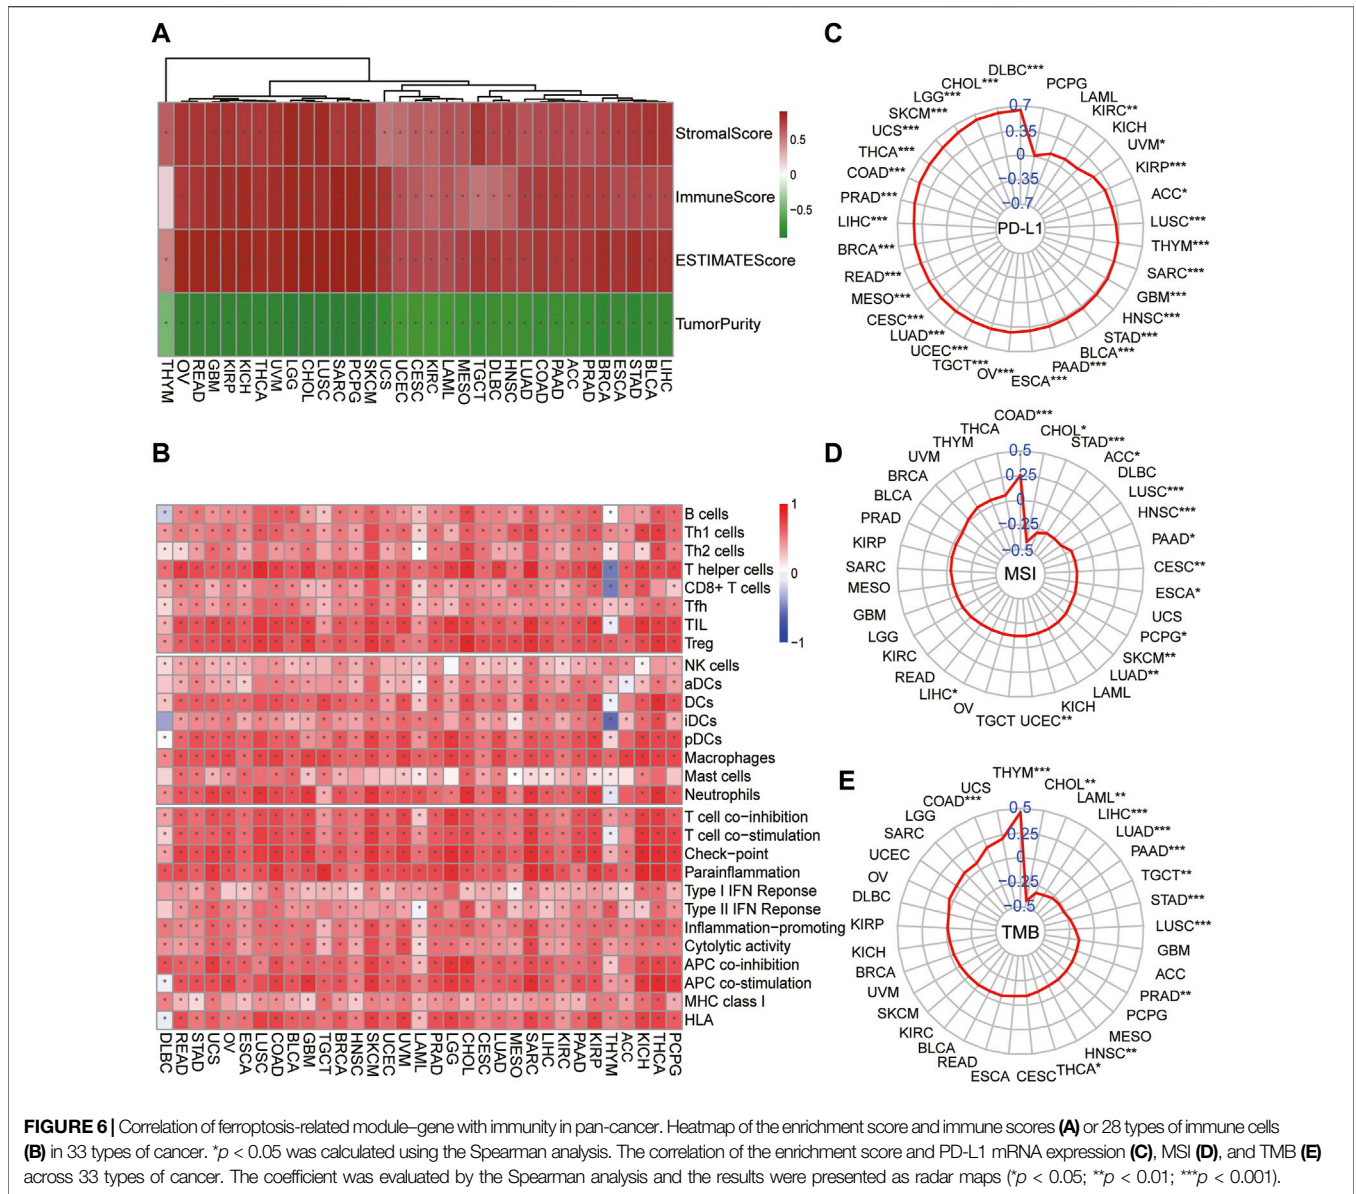 A
StromalScore
ImmuneScore
ESTIMATEScore
TumorPurity
0.5
0
−0.5
THYM
OV
READ
GBM
KIRP
KICH
THCA
UVM
LGG
CHOL
LUSC
SARC
PCPG
SKCM
UCS
UCEC
CESC
KIRC
LAML
MESO
TGCT
DLBC
HNSC
LUAD
COAD
PAAD
ACC
PRAD
BRCA
ESCA
STAD
BLCA
LIHC
B
B cells
Th1 cells
Th2 cells
T helper cells
CD8+ T cells
Tfh
TIL
Treg
NK cells
aDCs
DCs
iDCs
pDCs
Macrophages
Mast cells
Neutrophils
T cell co−inhibition
T cell co−stimulation
Check−point
Parainflammation
Type I IFN Reponse
Type II IFN Reponse
Inflammation−promoting
Cytolytic activity
APC co−inhibition
APC co−stimulation
MHC class I
HLA
1
0
−1
DLBC
READ
STAD
UCS
OV
ESCA
LUSC
COAD
BLCA
GBM
TGCT
BRCA
HNSC
SKCM
UCEC
UVM
LAML
PRAD
LGG
CHOL
CESC
LUAD
MESO
SARC
LIHC
KIRC
PAAD
KIRP
THYM
ACC
KICH
THCA
PCPG
C
DLBC***
PCPG
LAML
KIRC**
KICH
UVM*
KIRP***
ACC*
LUSC***
THYM***
SARC***
GBM***
HNSC***
STAD***
BLCA***
PAAD***
ESCA***
OV***
TGCT***
UCEC***
LUAD***
CESC***
MESO***
READ***
BRCA***
LIHC***
PRAD***
COAD***
THCA***
UCS***
SKCM***
LGG***
CHOL***
0.7
0.35
0
−0.35
−0.7
PD-L1
D
COAD***
CHOL*
STAD***
ACC*
DLBC
LUSC***
HNSC***
PAAD*
CESC**
ESCA*
UCS
PCPG*
SKCM**
LUAD**
LAML
KICH
UCEC**
TGCT
OV
LIHC*
READ
KIRC
LGG
GBM
MESO
SARC
KIRP
PRAD
BLCA
BRCA
UVM
THYM
THCA
0.5
0.25
0
−0.25
−0.5
MSI
E
THYM***
CHOL**
LAML**
LIHC***
LUAD***
PAAD***
TGCT**
STAD***
LUSC***
GBM
ACC
PRAD**
PCPG
MESO
HNSC**
THCA*
CESC
ESCA
READ
BLCA
KIRC
SKCM
UVM
BRCA
KICH
KIRP
DLBC
OV
UCEC
SARC
LGG
COAD***
UCS
0.5
0.25
0
−0.25
−0.5
TMB
FIGURE 6 | Correlation of ferroptosis-related module–gene with immunity in pan-cancer. Heatmap of the enrichment score and immune scores (A) or 28 types of immune cells
(B) in 33 types of cancer. *p < 0.05 was calculated using the Spearman analysis. The correlation of the enrichment score and PD-L1 mRNA expression (C), MSI (D), and TMB (E)
across 33 types of cancer. The coefficient was evaluated by the Spearman analysis and the results were presented as radar maps (*p < 0.05; **p < 0.01; ***p < 0.001).